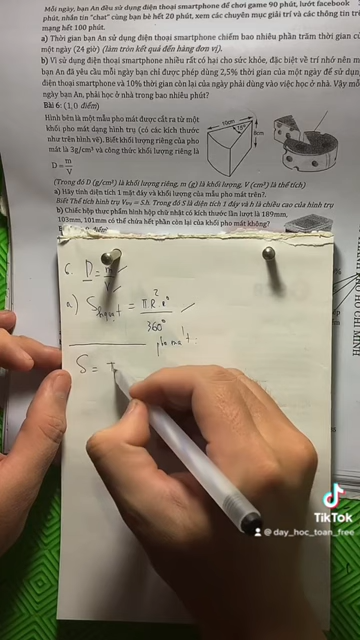 Mỗi ngày, bạn An đều sử dụng điện thoại smartphone để chơi game 90 phút, lướt facebook
phút, nhắn tin "chat" cùng bạn bè hết 20 phút, xem các chuyên mục giải trí và các thông tin trê
mạng hết 100 phút.
a) Thời gian bạn An sử dụng điện thoại smartphone chiếm bao nhiêu phần trăm thời gian củ
một ngày (24 giờ) (làm tròn kết quả đến hàng đơn vị).
b) Vì sử dụng điện thoại smartphone nhiều rất có hại cho sức khỏe, đặc biệt về trí nhớ nên m
bạn An đã yêu cầu mỗi ngày bạn chỉ được phép dùng 2,5% thời gian của một ngày để sử dụn
điện thoại smartphone và 10% thời gian còn lại của ngày phải dùng vào việc học ở nhà. Vậy mỗ
ngày bạn An, phải học ở nhà trong bao nhiêu phút?
Bài 6: (1,0 điểm)
Hình bên là một mẫu pho mát được cắt ra từ một
khối pho mát dạng hình trụ (có các kích thước
như trên hình vẽ). Biết khối lượng riêng của pho
mát là 3g/cm³ và công thức khối lượng riêng là
D = m/V
10cm
15°
8cm
(Trong đó D (g/cm³) là khối lượng riêng, m (g) là khối lượng, V (cm³) là thể tích)
a) Hãy tính diện tích 1 mặt đáy và khối lượng của mẫu pho mát trên?.
Biết Thể tích hình trụ V = S.h. Trong đó S là diện tích 1 đáy và h là chiều cao của hình trụ
b) Chiếc hộp thực phẩm hình hộp chữ nhật có kích thước lần lượt là 189mm,
103mm, 101mm có thể chứa hết phần còn lại của khối pho mát không?
6. D = m/V
a) S quạt = πR².n°/360°
pho mát
S = π
TikTok
@day_hoc_toan_free